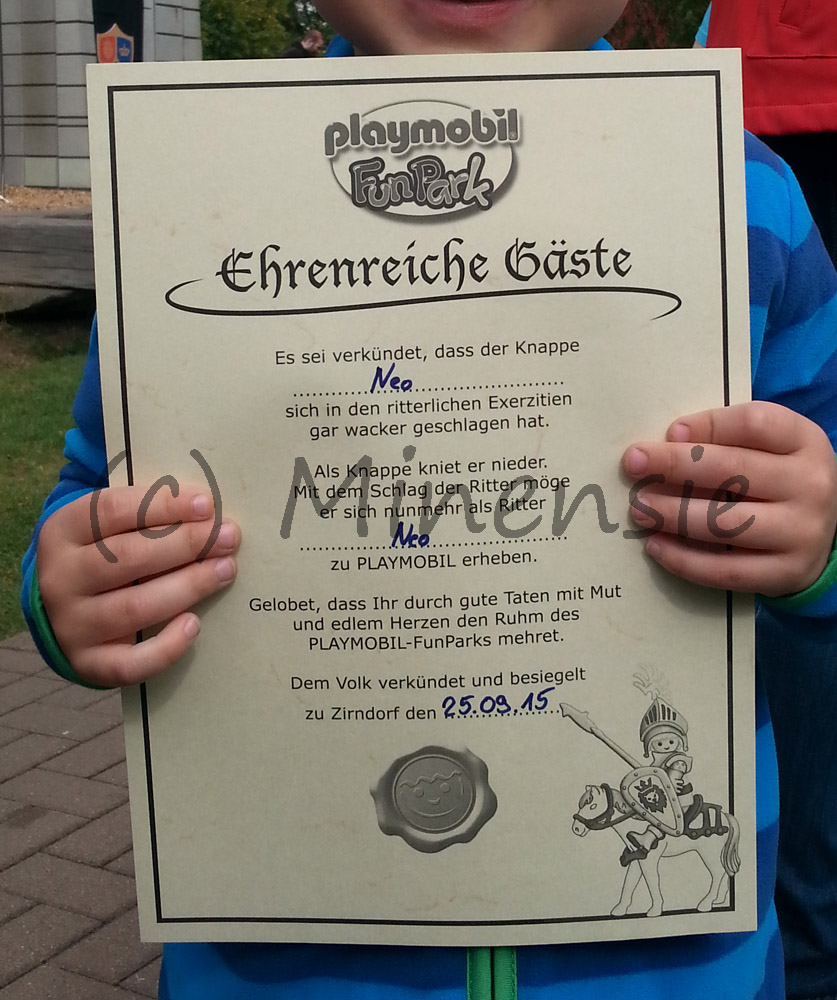 playmobil
FunPark
Ehrenreiche Gäste
Es sei verkündet, dass der Knappe
Neo
sich in den ritterlichen Exerzitien
gar wacker geschlagen hat.
Als Knappe kniet er nieder.
Mit dem Schlag der Ritter möge
er sich nunmehr als Ritter
(c) Minensie
Neo
zu PLAYMOBIL erheben.
Gelobet, dass Ihr durch gute Taten mit Mut
und edlem Herzen den Ruhm des
PLAYMOBIL-FunParks mehret.
Dem Volk verkündet und besiegelt
zu Zirndorf den 25.09.15